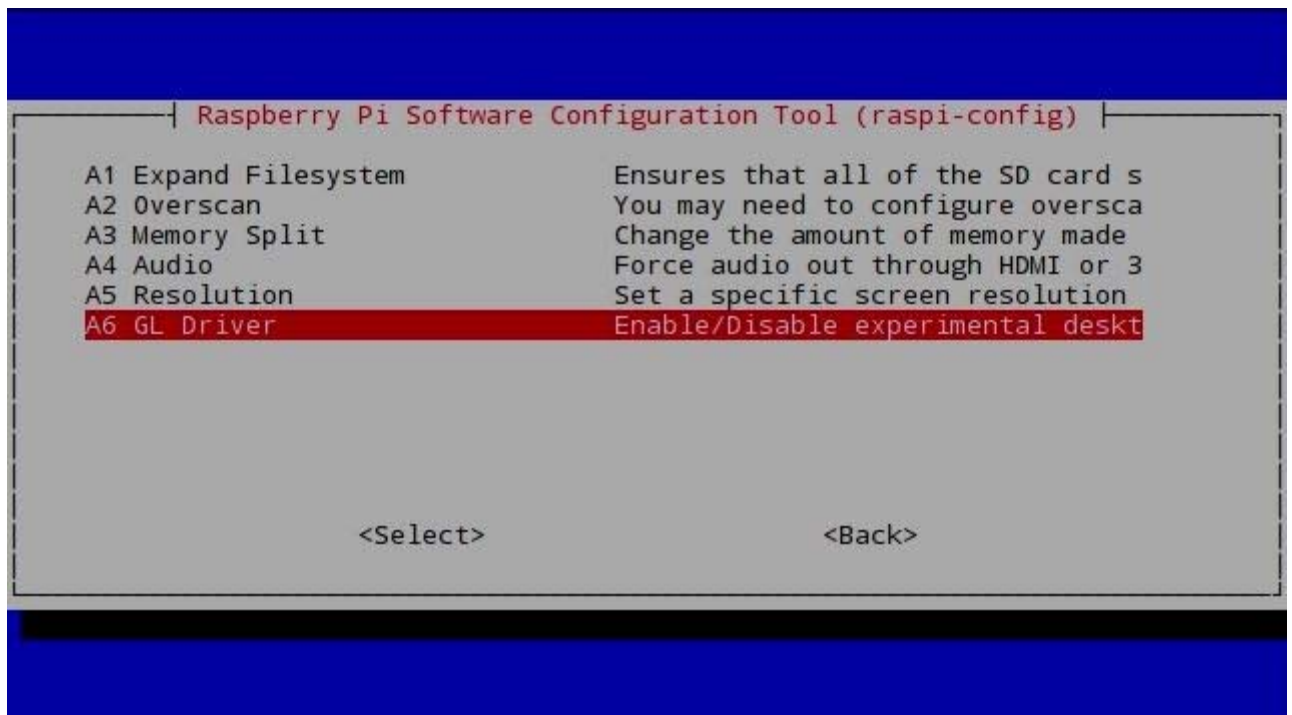 Raspberry Pi Software Configuration Tool (raspi-config)
A1 Expand Filesystem Ensures that all of the SD card s
A2 Overscan You may need to configure oversca
A3 Memory Split Change the amount of memory made
A4 Audio Force audio out through HDMI or 3
A5 Resolution Set a specific screen resolution
A6 GL Driver Enable/Disable experimental deskt
<Select> <Back>